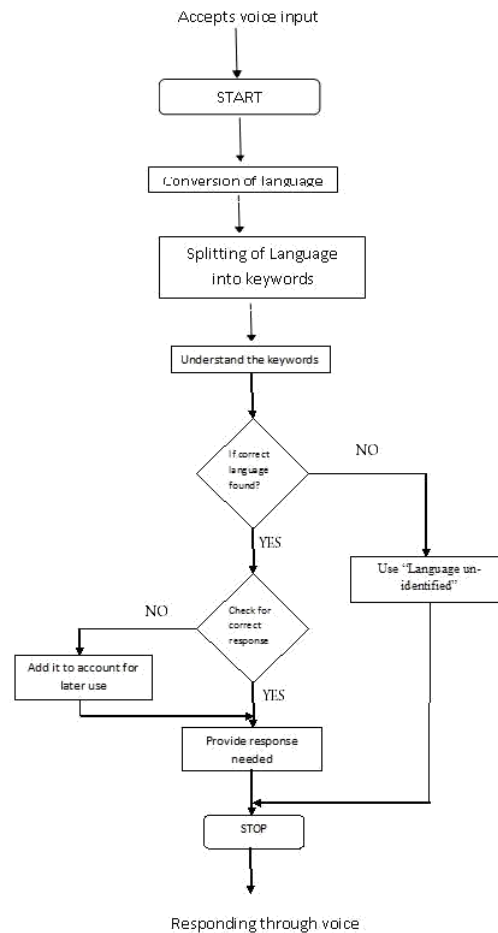 Accepts voice input
START
Conversion of language
Splitting of Language
into keywords
Understand the keywords
If correct
language
found?
NO
YES
Use “Language un-
identified”
Check for
correct
response
NO
Add it to account for
later use
YES
Provide response
needed
STOP
Responding through voice